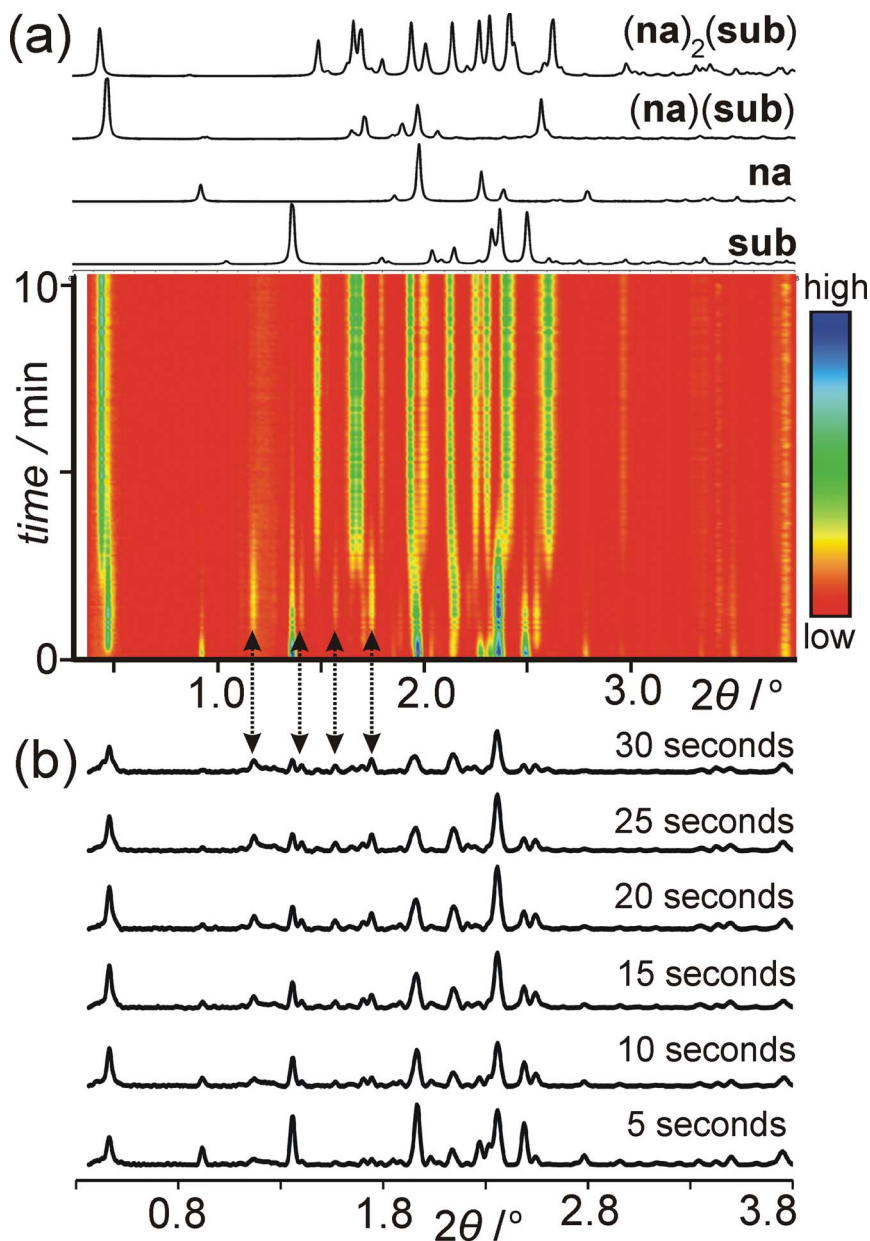 (a)
(na)2(sub)
(na)(sub)
na
sub
10
high
time / min
low
0
1.0 2.0 3.0 2θ / °
(b)
30 seconds
25 seconds
20 seconds
15 seconds
10 seconds
5 seconds
0.8 1.8 2θ / ° 2.8 3.8